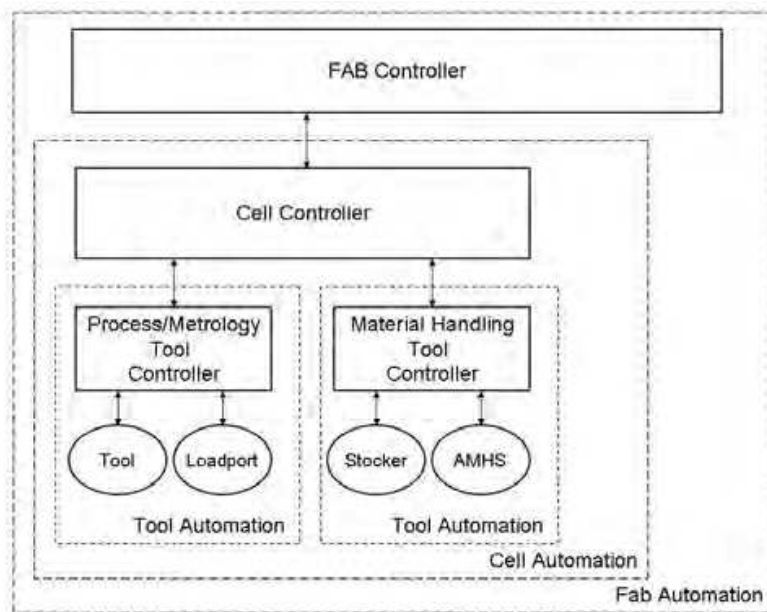 FAB Controller
Cell Controller
Process/Metrology
Tool
Controller
Material Handling
Tool
Controller
Tool
Loadport
Stocker
AMHS
Tool Automation
Tool Automation
Cell Automation
Fab Automation